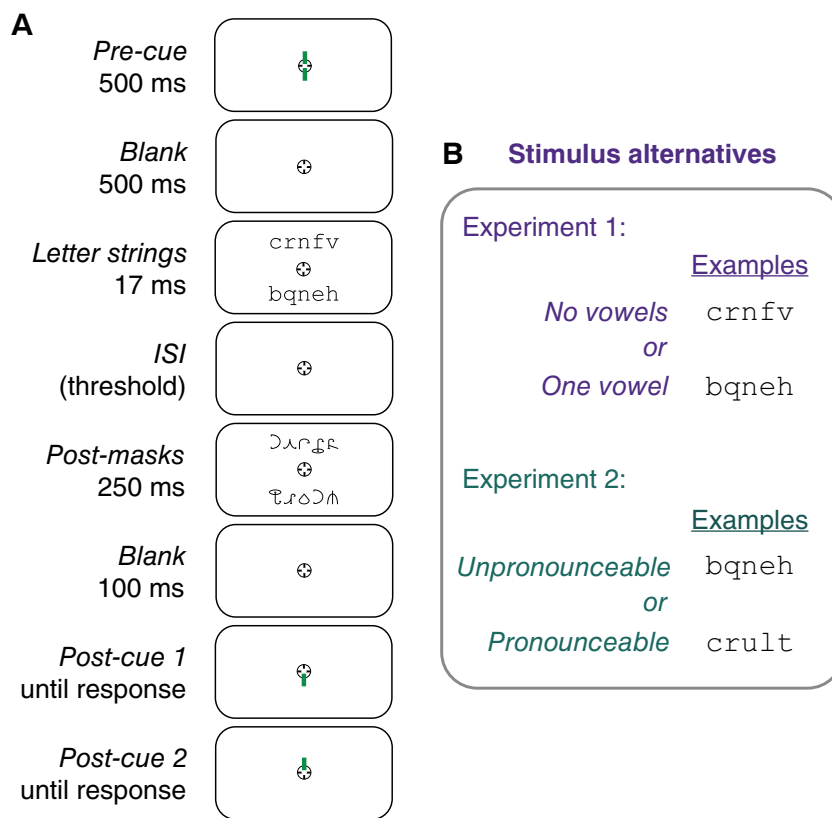 A
Pre-cue
500 ms
Blank
500 ms
Letter strings
17 ms
crnfv
bqneh
ISI
(threshold)
Post-masks
250 ms
Blank
100 ms
Post-cue 1
until response
Post-cue 2
until response
B Stimulus alternatives
Experiment 1:
Examples
No vowels crnfv
or
One vowel bqneh
Experiment 2:
Examples
Unpronounceable bqneh
or
Pronounceable crult